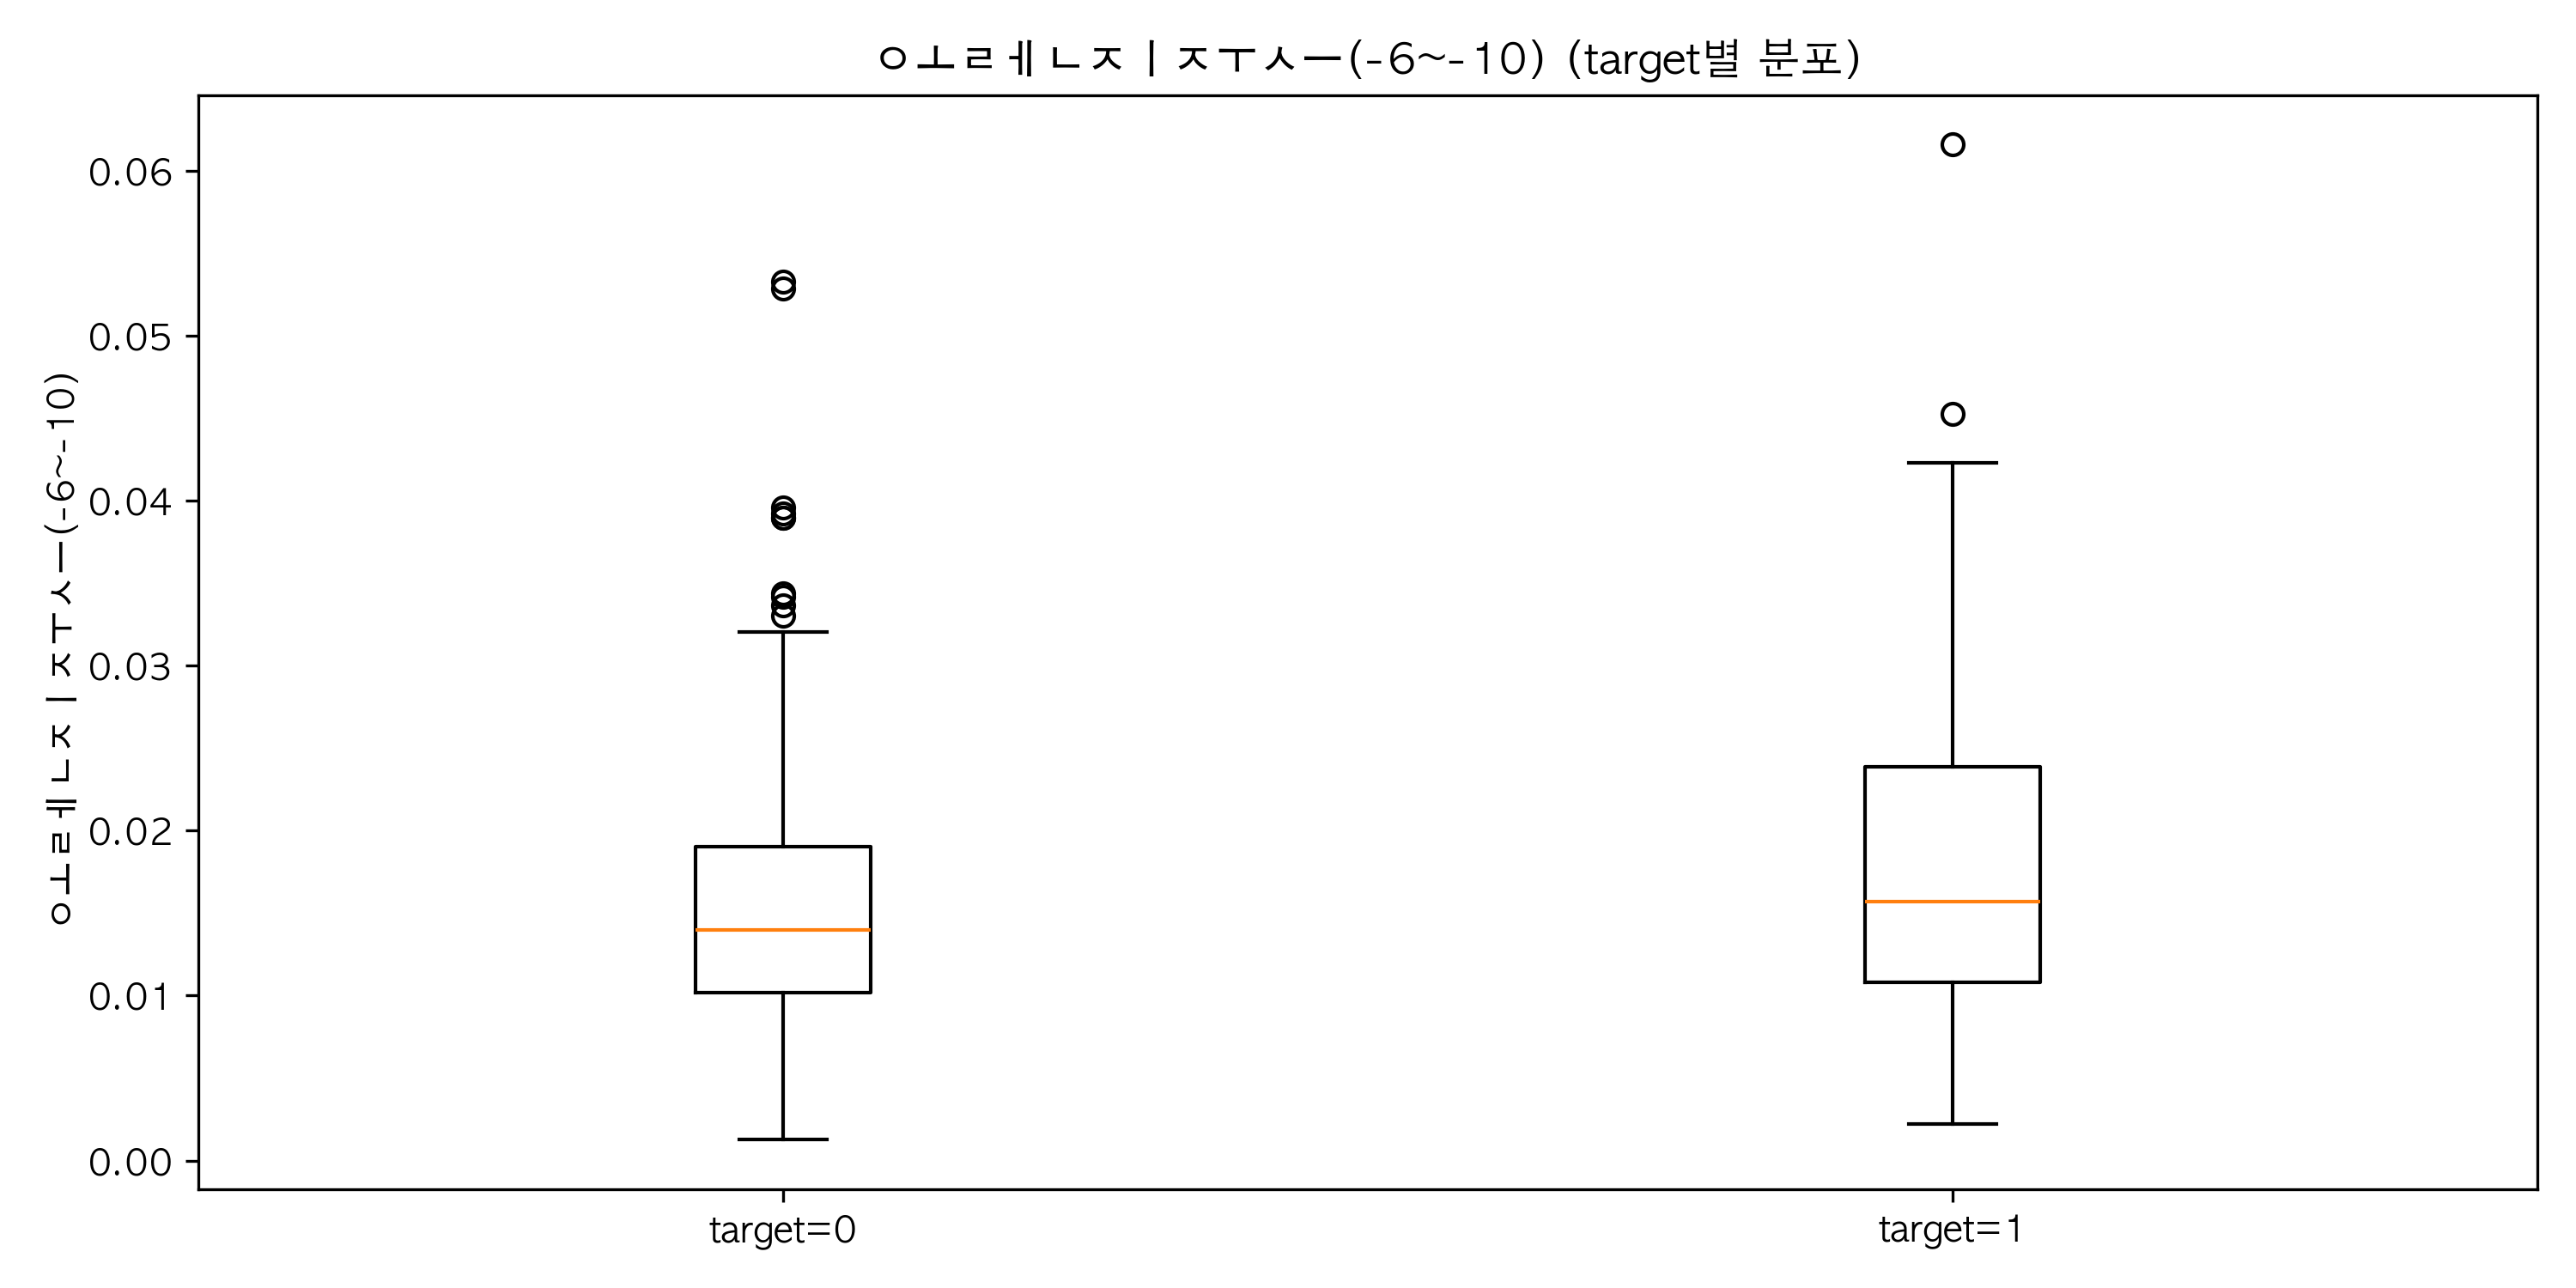 ㅇㅗㄹㅔㄴㅈㅣㅈㅜㅅㅡ(-6~-10) (target별 분포)
ㅇㅗㄹㅔㄴㅈㅣㅈㅜㅅㅡ(-6~-10)
0.06
0.05
0.04
0.03
0.02
0.01
0.00
target=0
target=1